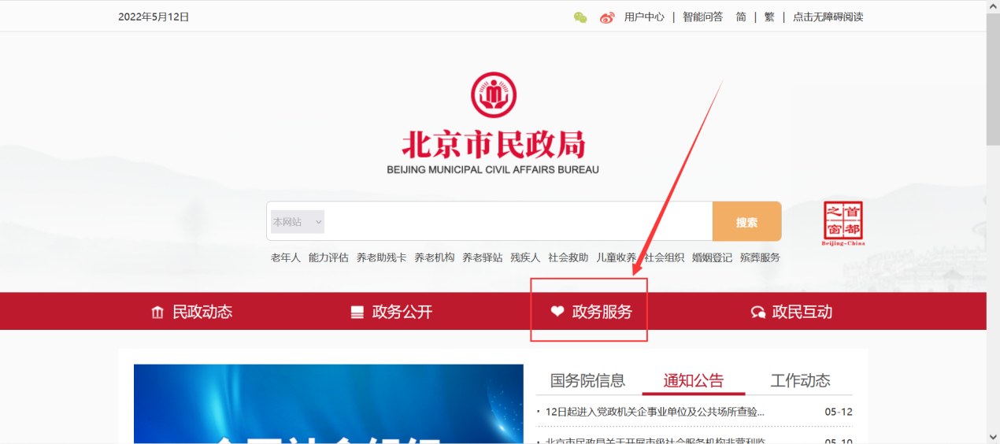 2022年5月12日
用户中心 | 智能问答 简 | 繁 | 点击无障碍阅读
北京市民政局
BEIJING MUNICIPAL CIVIL AFFAIRS BUREAU
本网站
搜索
首都之窗
Beijing-China
老年人 能力评估 养老助残卡 养老机构 养老驿站 残疾人 社会救助 儿童收养 社会组织 婚姻登记 殡葬服务
民政动态 政务公开 政务服务 政民互动
国务院信息 通知公告 工作动态
· 12日起进入党政机关企事业单位及公共场所查验... 05-12
· 北京市民政局关于开展市级社会服务机构非营利监... 05-10